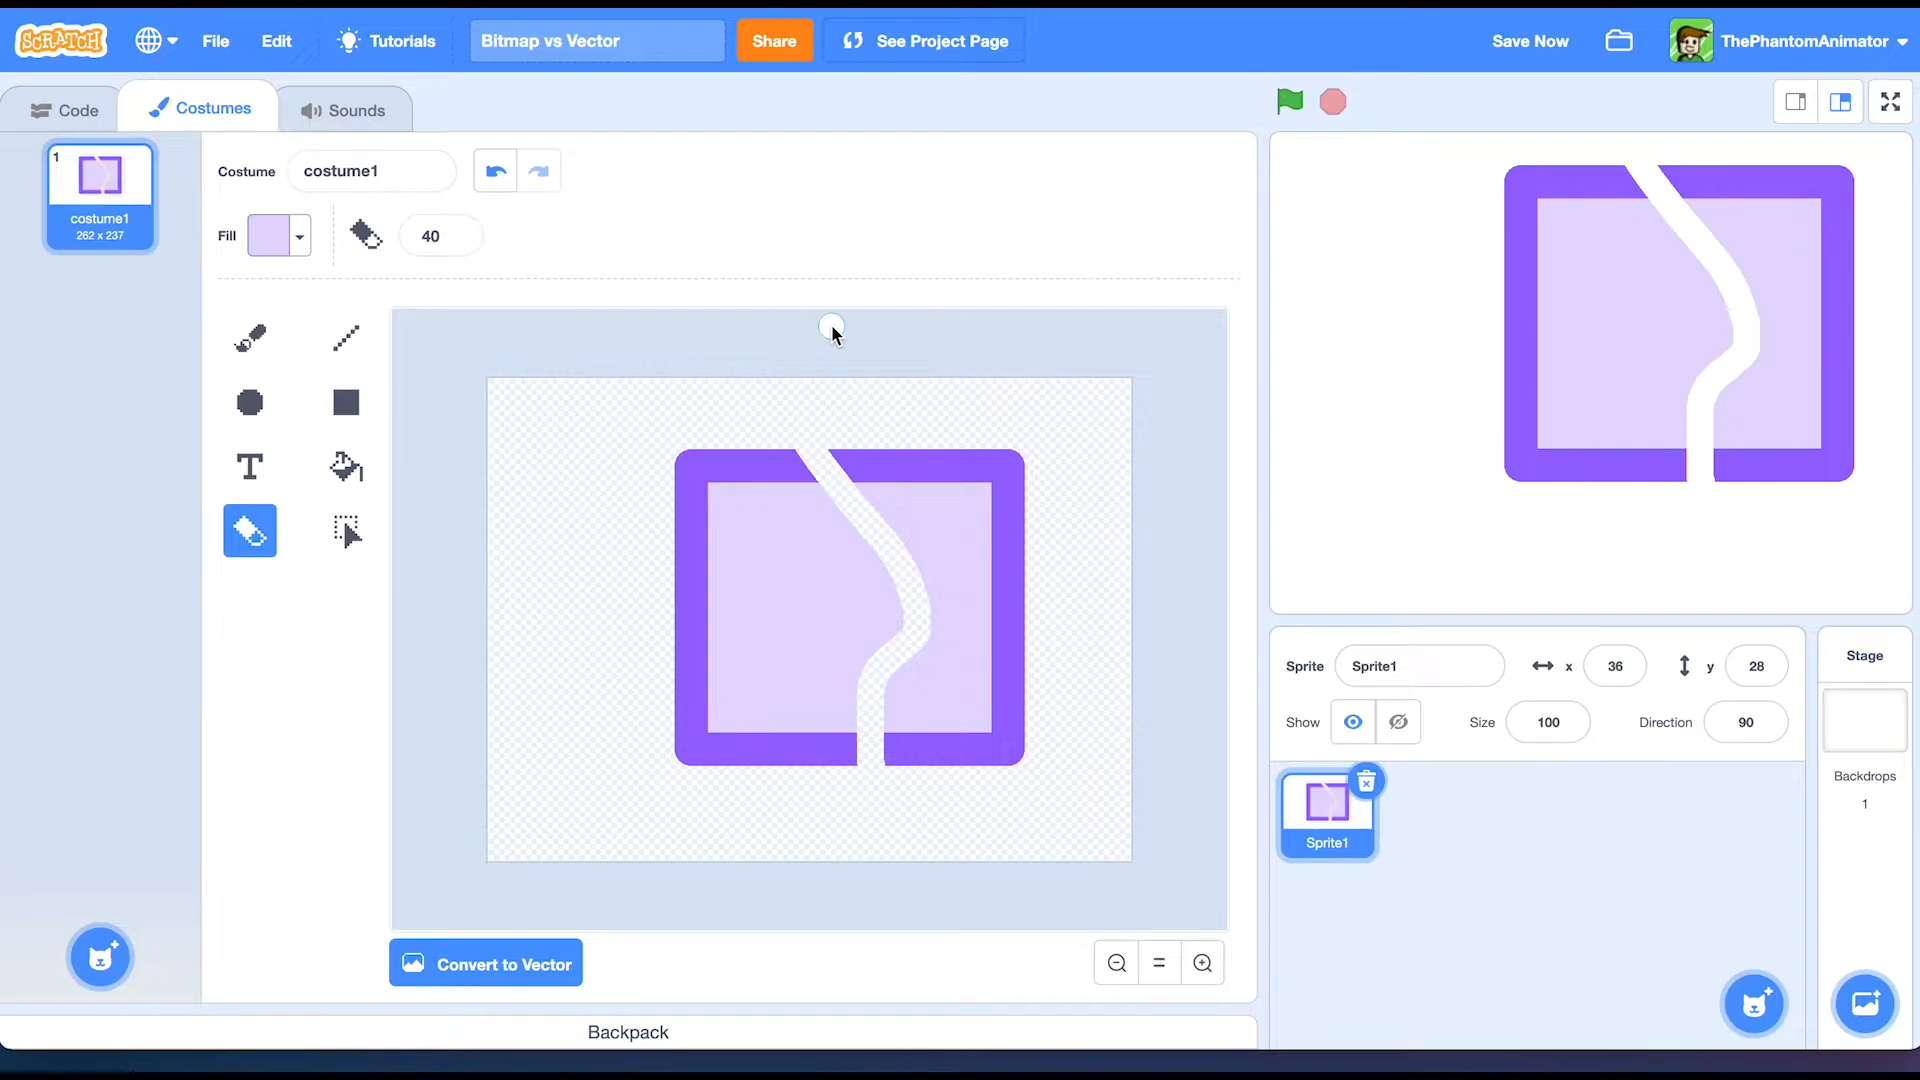 SCRATCH
File
Edit
Tutorials
Bitmap vs Vector
Share
See Project Page
Save Now
ThePhantomAnimator
Code
Costumes
Sounds
1
costume1
262 x 237
Costume
costume1
Fill
40
T
Convert to Vector
=
Backpack
Sprite
Sprite1
x
36
y
28
Show
Size
100
Direction
90
Sprite1
Stage
Backdrops
1